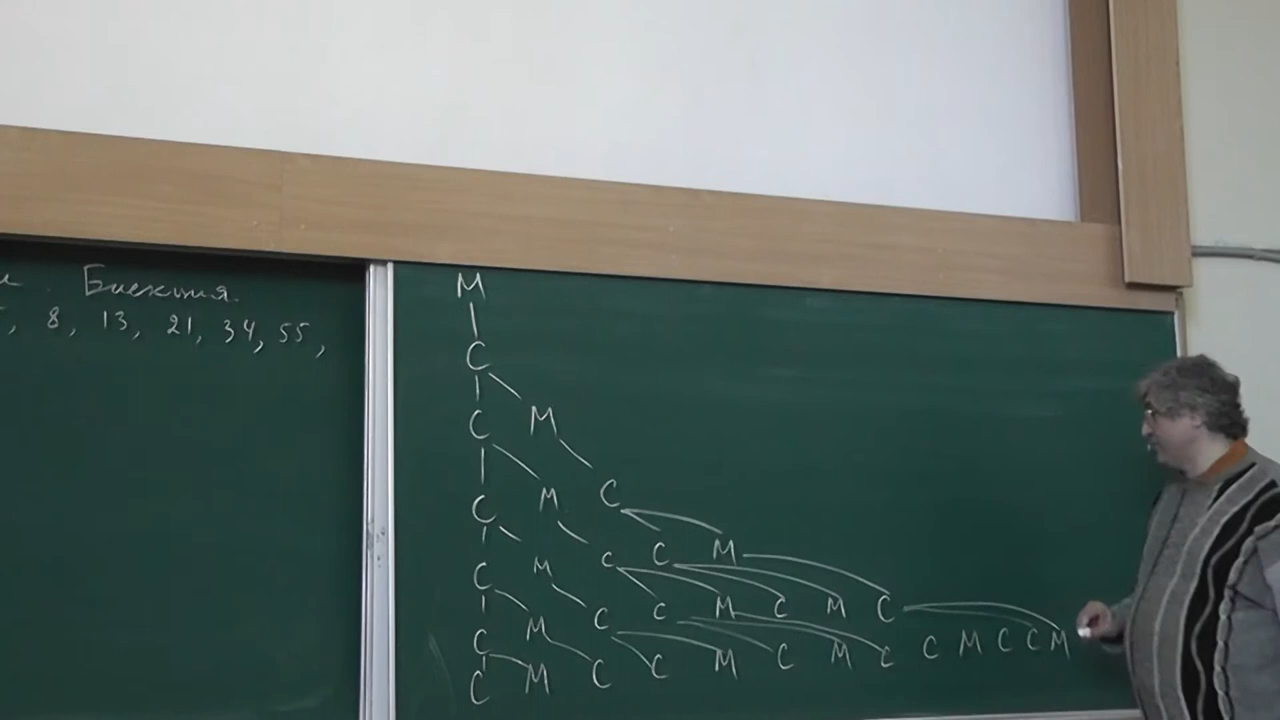 Биекция.
8, 13, 21, 34, 55,
М
С
С М
С М С
С М С С М
С М С С М С М С
С М С С М С М С С М С С М
С М С